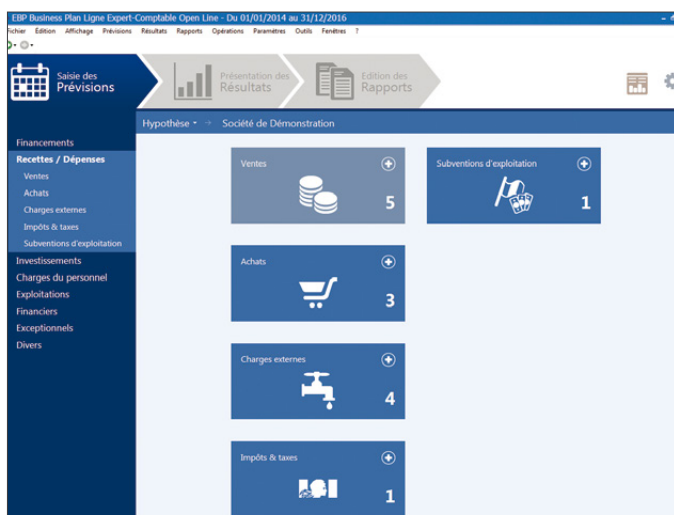 EBP Business Plan Ligne Expert-Comptable Open Line - Du 01/01/2014 au 31/12/2016
Fichier Edition Affichage Prévisions Résultats Rapports Opérations Paramètres Outils Fenêtres ?
Saisie des
Prévisions
Présentation des
Résultats
Edition des
Rapports
Hypothèse
Société de Démonstration
Financements
Recettes / Dépenses
Ventes
Achats
Charges externes
Impôts & taxes
Subventions d'exploitation
Investissements
Charges du personnel
Exploitations
Financiers
Exceptionnels
Divers
Ventes
5
Subventions d'exploitation
1
Achats
3
Charges externes
4
Impôts & taxes
1